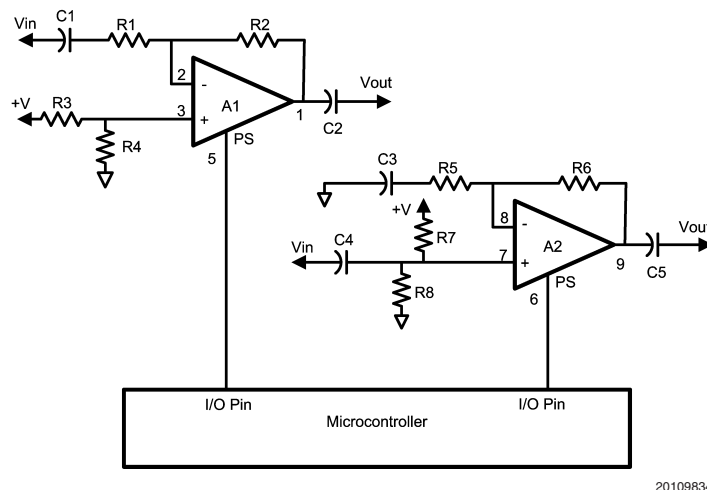 Vin
C1
R1
R2
2
-
A1
1
Vout
C2
+V
R3
3
+
R4
PS
5
C3
R5
R6
+V
8
-
R7
A2
Vout
Vin
C4
7
+
9
C5
R8
PS
6
I/O Pin
I/O Pin
Microcontroller